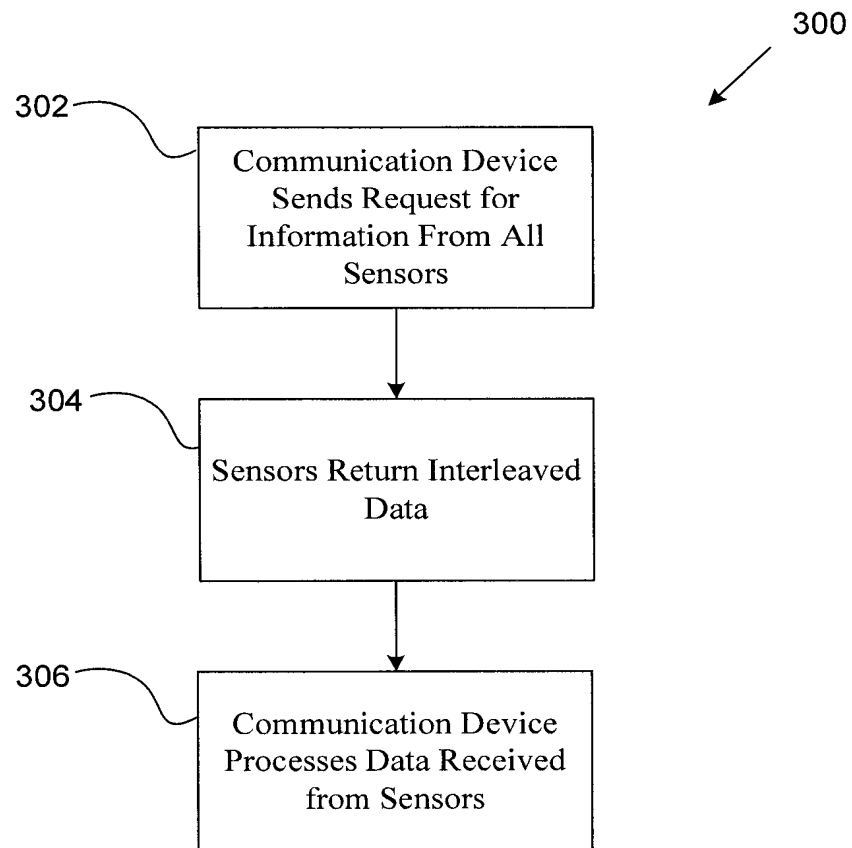 300
302
Communication Device
Sends Request for
Information From All
Sensors
304
Sensors Return Interleaved
Data
306
Communication Device
Processes Data Received
from Sensors